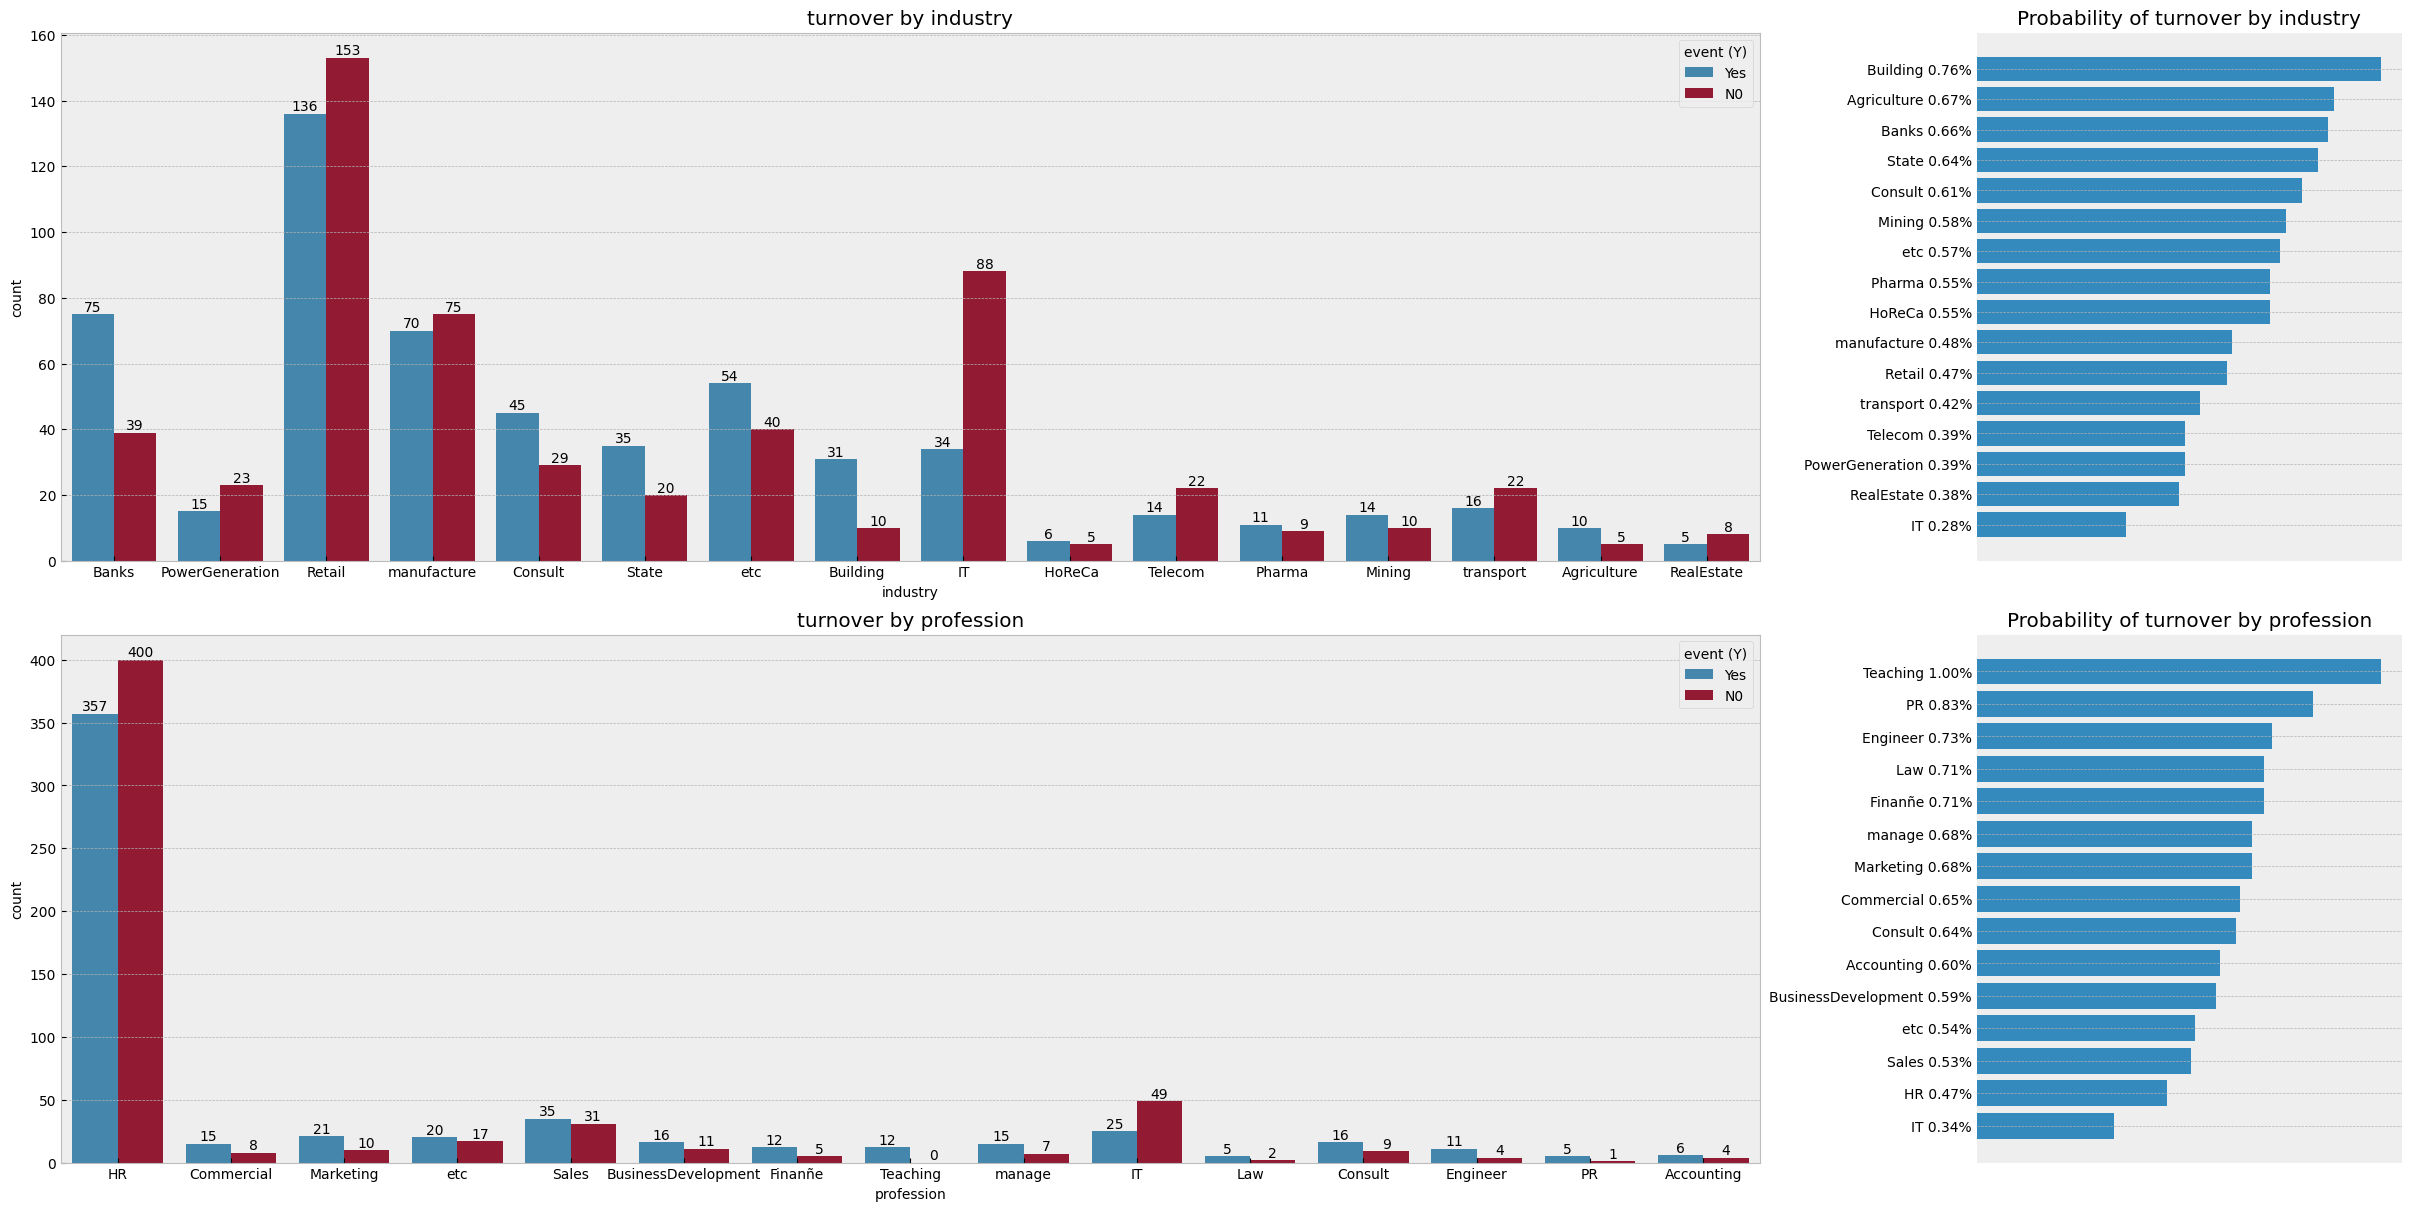 turnover by industry
160
140
120
100
80
60
40
20
0
count
event (Y)
Yes
N0
75
39
15
23
136
153
70
75
45
29
35
20
54
40
31
10
34
88
6
5
14
22
11
9
14
10
16
22
10
5
5
8
Banks PowerGeneration Retail manufacture Consult State etc Building IT HoReCa Telecom Pharma Mining transport Agriculture RealEstate
industry
Probability of turnover by industry
Building 0.76%
Agriculture 0.67%
Banks 0.66%
State 0.64%
Consult 0.61%
Mining 0.58%
etc 0.57%
Pharma 0.55%
HoReCa 0.55%
manufacture 0.48%
Retail 0.47%
transport 0.42%
Telecom 0.39%
PowerGeneration 0.39%
RealEstate 0.38%
IT 0.28%
turnover by profession
400
350
300
250
200
150
100
50
0
count
event (Y)
Yes
N0
357
400
15
8
21
10
20
17
35
31
16
11
12
5
12
0
15
7
25
49
5
2
16
9
11
4
5
1
6
4
HR Commercial Marketing etc Sales BusinessDevelopment Finanñe Teaching manage IT Law Consult Engineer PR Accounting
profession
Probability of turnover by profession
Teaching 1.00%
PR 0.83%
Engineer 0.73%
Law 0.71%
Finanñe 0.71%
manage 0.68%
Marketing 0.68%
Commercial 0.65%
Consult 0.64%
Accounting 0.60%
BusinessDevelopment 0.59%
etc 0.54%
Sales 0.53%
HR 0.47%
IT 0.34%